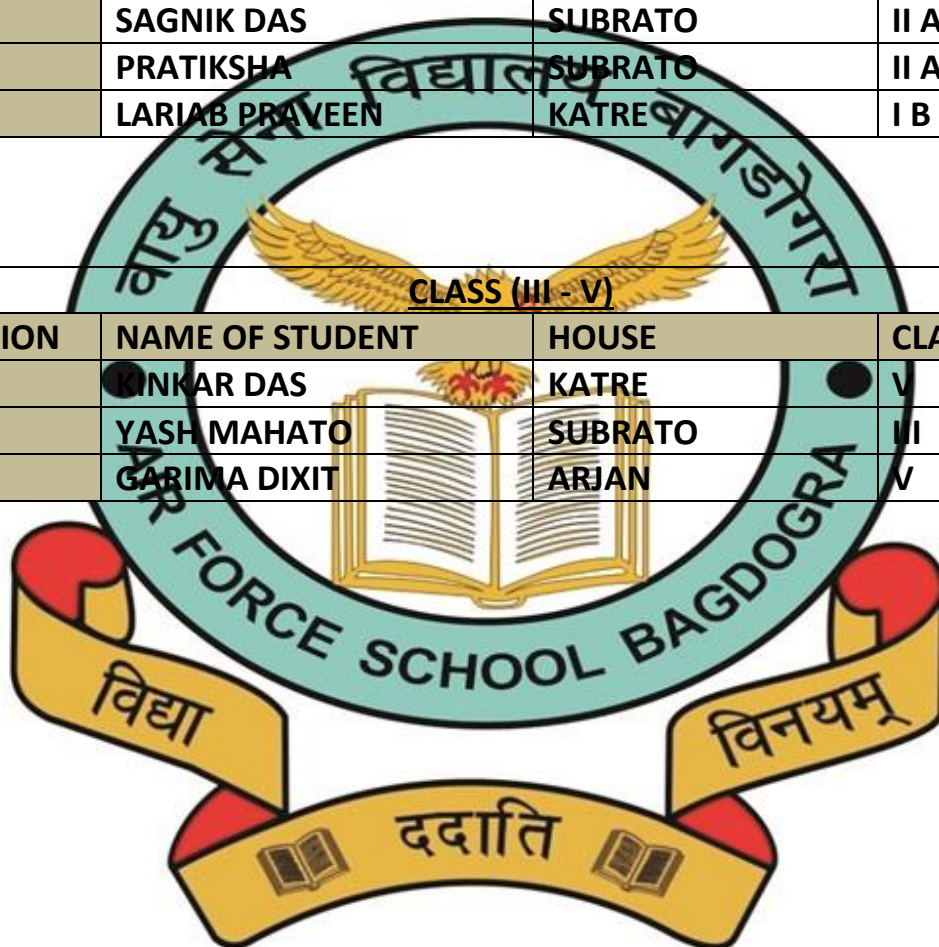 SAGNIK DAS SUBRATO II A
PRATIKSHA SUBRATO II A
LARIAB PRAVEEN KATRE I B
वायु सेना विद्यालय बागडोगरा
CLASS (III - V)
ION NAME OF STUDENT HOUSE CLA
KINKAR DAS KATRE V
YASH MAHATO SUBRATO III
GARIMA DIXIT ARJAN V
AIR FORCE SCHOOL BAGDOGRA
विद्या
ददाति
विनयम्